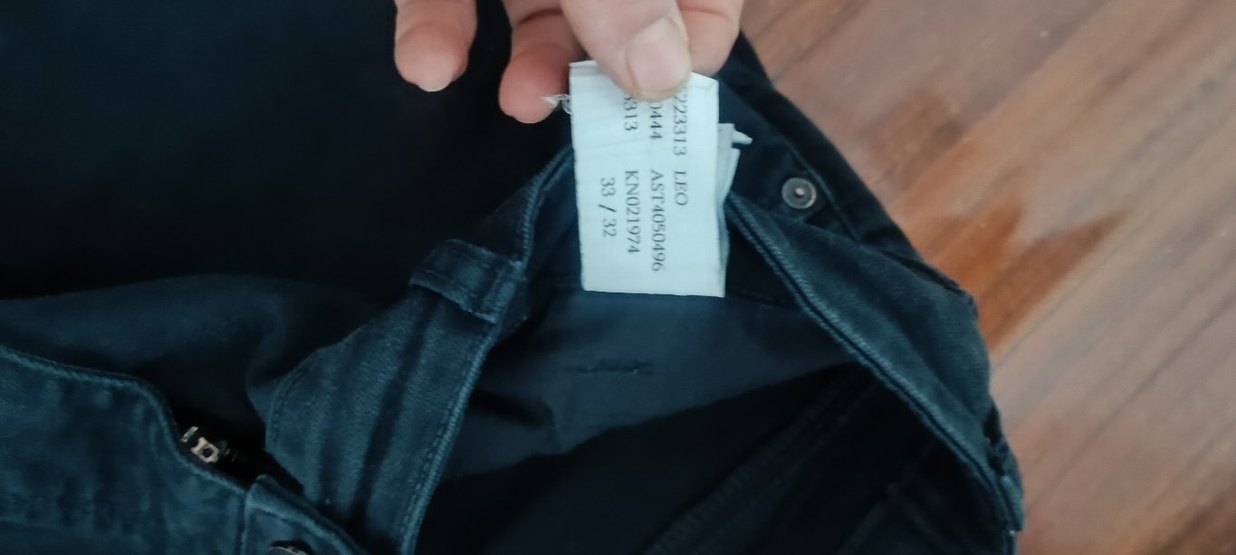 223313 LEO
0444 AST4050496
313 KN021974
33 / 32